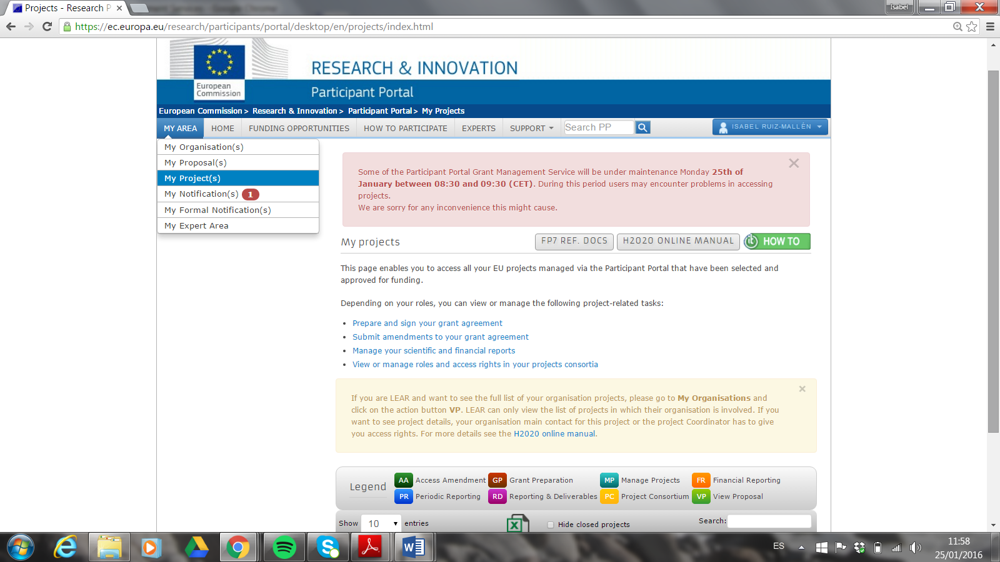 Projects - Research P
Isabel
https://ec.europa.eu/research/participants/portal/desktop/en/projects/index.html
European
Commission
RESEARCH & INNOVATION
Participant Portal
European Commission > Research & Innovation > Participant Portal > My Projects
MY AREA HOME FUNDING OPPORTUNITIES HOW TO PARTICIPATE EXPERTS SUPPORT Search PP ISABEL RUIZ-MALLÉN
My Organisation(s)
My Proposal(s)
My Project(s)
My Notification(s) 1
My Formal Notification(s)
My Expert Area
Some of the Participant Portal Grant Management Service will be under maintenance Monday 25th of
January between 08:30 and 09:30 (CET). During this period users may encounter problems in accessing
projects.
We are sorry for any inconvenience this might cause.
My projects FP7 REF. DOCS H2020 ONLINE MANUAL it HOW TO
This page enables you to access all your EU projects managed via the Participant Portal that have been selected and
approved for funding.
Depending on your roles, you can view or manage the following project-related tasks:
• Prepare and sign your grant agreement
• Submit amendments to your grant agreement
• Manage your scientific and financial reports
• View or manage roles and access rights in your projects consortia
If you are LEAR and want to see the full list of your organisation projects, please go to My Organisations and
click on the action button VP. LEAR can only view the list of projects in which their organisation is involved. If you
want to see project details, your organisation main contact for this project or the project Coordinator has to give
you access rights. For more details see the H2020 online manual.
Legend
AA Access Amendment GP Grant Preparation MP Manage Projects FR Financial Reporting
PR Periodic Reporting RD Reporting & Deliverables PC Project Consortium VP View Proposal
Show 10 entries Hide closed projects Search:
ES
11:58
25/01/2016